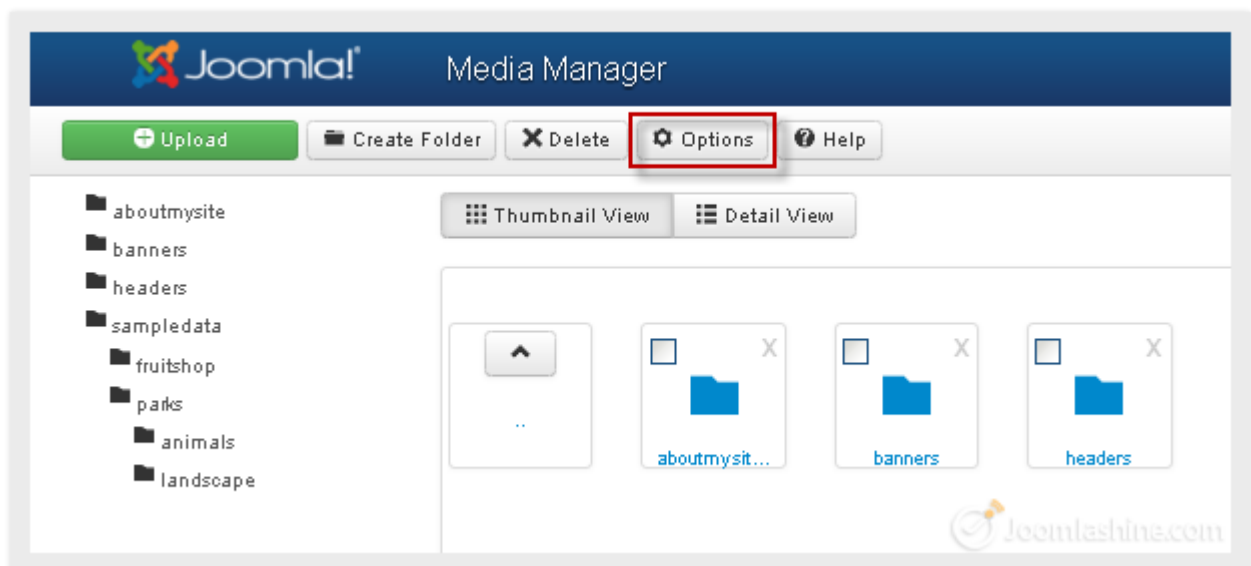 Joomla!® Media Manager
Upload Create Folder X Delete Options Help
aboutmysite
banners
headers
sampledata
fruitshop
parks
animals
landscape
Thumbnail View Detail View
X X X
..
aboutmysit... banners headers
Joomlashine.com